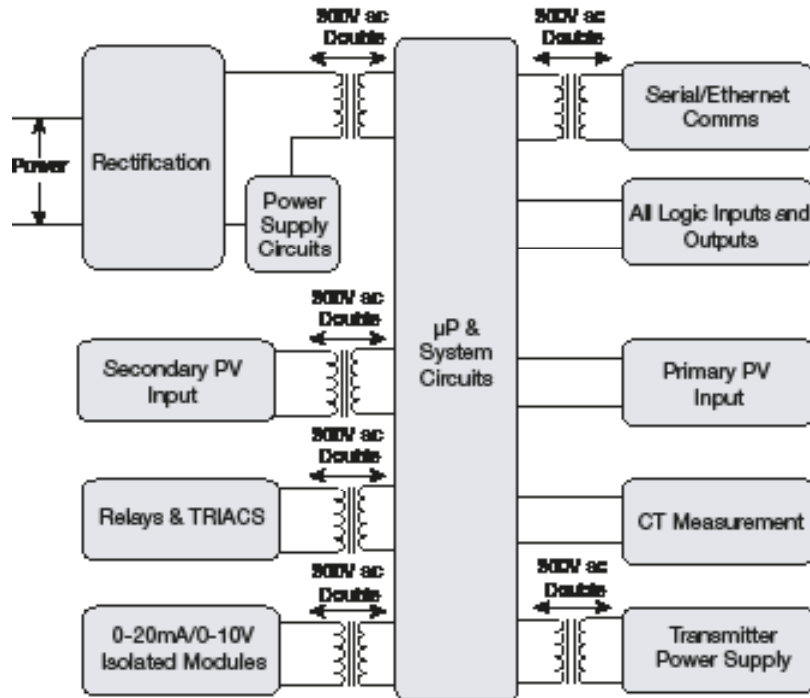 300V ac
Double
300V ac
Double
Serial/Ethernet
Comms
Power
Rectification
Power
Supply
Circuits
All Logic Inputs and
Outputs
300V ac
Double
µP &
System
Circuits
Secondary PV
Input
Primary PV
Input
300V ac
Double
Relays & TRIACS
CT Measurement
300V ac
Double
300V ac
Double
0-20mA/0-10V
Isolated Modules
Transmitter
Power Supply